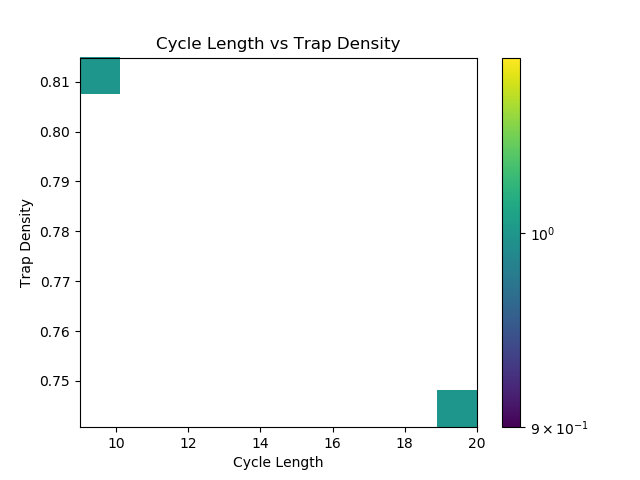 Cycle Length vs Trap Density
Trap Density
0.81
0.80
0.79
0.78
0.77
0.76
0.75
10 12 14 16 18 20
Cycle Length
10⁰
9 × 10⁻¹